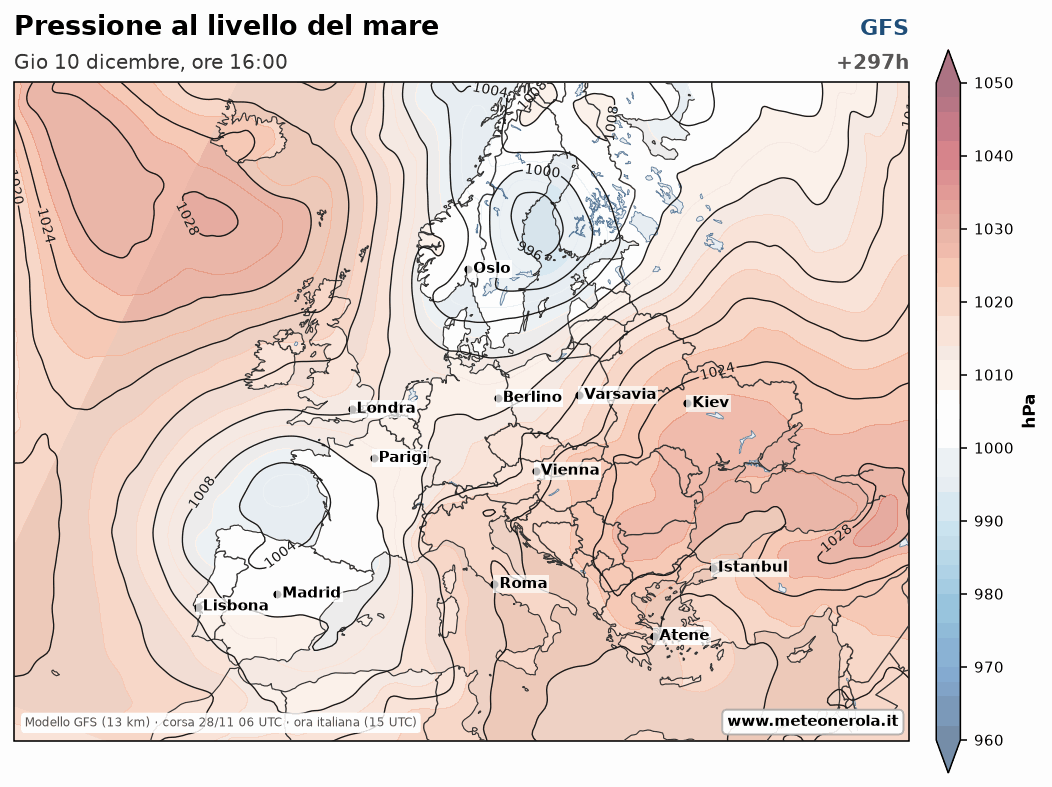 Pressione al livello del mare
GFS
Gio 10 dicembre, ore 16:00
+297h
1004
1008
1008
1000
1020
1024
1028
996
Oslo
1024
Londra
Berlino
Varsavia
Kiev
Parigi
Vienna
1008
1004
1028
Madrid
Lisbona
Roma
Istanbul
Atene
Modello GFS (13 km) · corsa 28/11 06 UTC · ora italiana (15 UTC)
www.meteonerola.it
1050
1040
1030
1020
1010
1000
990
980
970
960
hPa